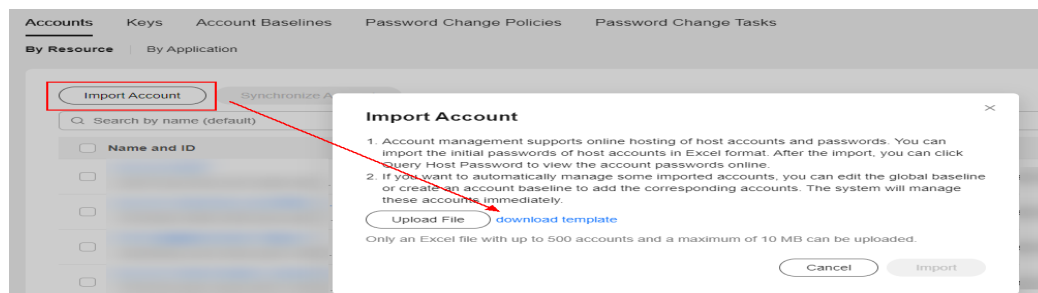 Accounts Keys Account Baselines Password Change Policies Password Change Tasks
By Resource By Application
Import Account Synchronize A
Search by name (default)
Name and ID
Import Account
1. Account management supports online hosting of host accounts and passwords. You can
import the initial passwords of host accounts in Excel format. After the import, you can click
Query Host Password to view the account passwords online.
2. If you want to automatically manage some imported accounts, you can edit the global baseline
or create an account baseline to add the corresponding accounts. The system will manage
these accounts immediately.
Upload File download template
Only an Excel file with up to 500 accounts and a maximum of 10 MB can be uploaded.
Cancel Import